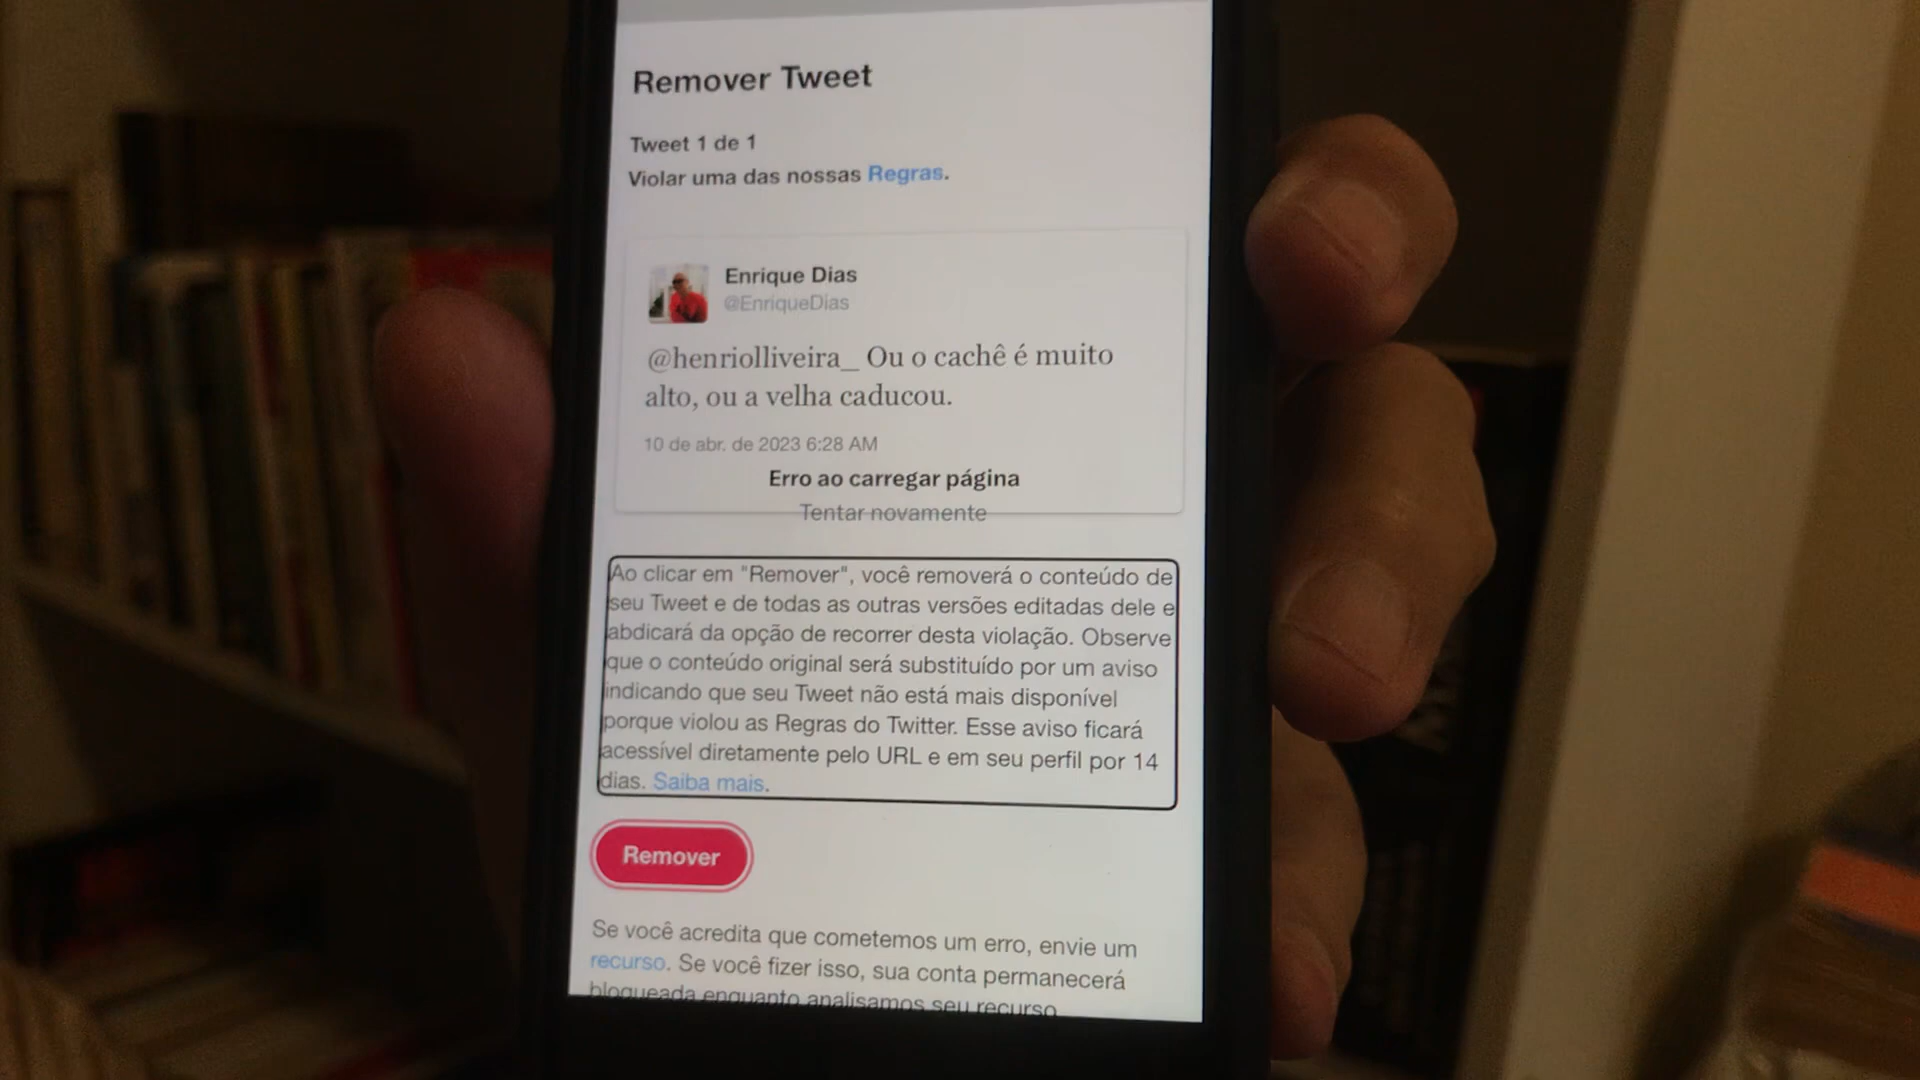 Remover Tweet
Tweet 1 de 1
Violar uma das nossas Regras.
Enrique Dias
@EnriqueDias
@henriolliveira_ Ou o cachê é muito
alto, ou a velha caducou.
10 de abr. de 2023 6:28 AM
Erro ao carregar página
Tentar novamente
Ao clicar em "Remover", você removerá o conteúdo de
seu Tweet e de todas as outras versões editadas dele e
abdicará da opção de recorrer desta violação. Observe
que o conteúdo original será substituído por um aviso
indicando que seu Tweet não está mais disponível
porque violou as Regras do Twitter. Esse aviso ficará
acessível diretamente pelo URL e em seu perfil por 14
dias. Saiba mais.
Remover
Se você acredita que cometemos um erro, envie um
recurso. Se você fizer isso, sua conta permanecerá
bloqueada enquanto analisamos seu recurso